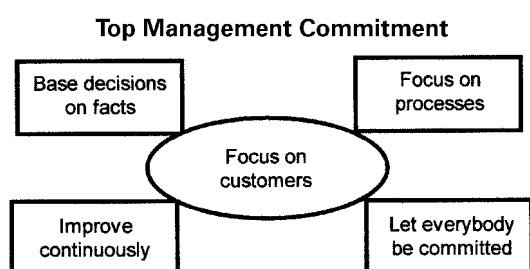 Top Management Commitment
Base decisions
on facts
Focus on
processes
Focus on
customers
Improve
continuously
Let everybody
be committed